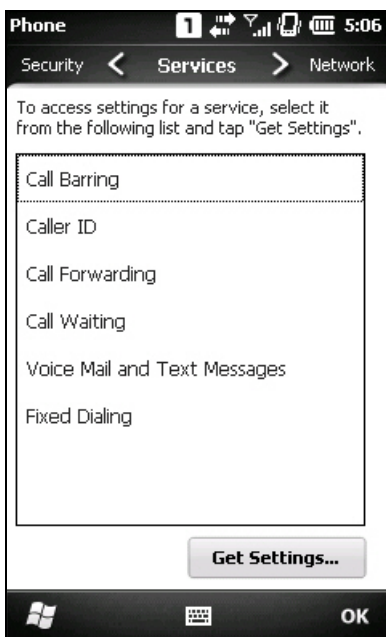 Phone 1 5:06
Security < Services > Network
To access settings for a service, select it
from the following list and tap "Get Settings".
Call Barring
Caller ID
Call Forwarding
Call Waiting
Voice Mail and Text Messages
Fixed Dialing
Get Settings...
OK